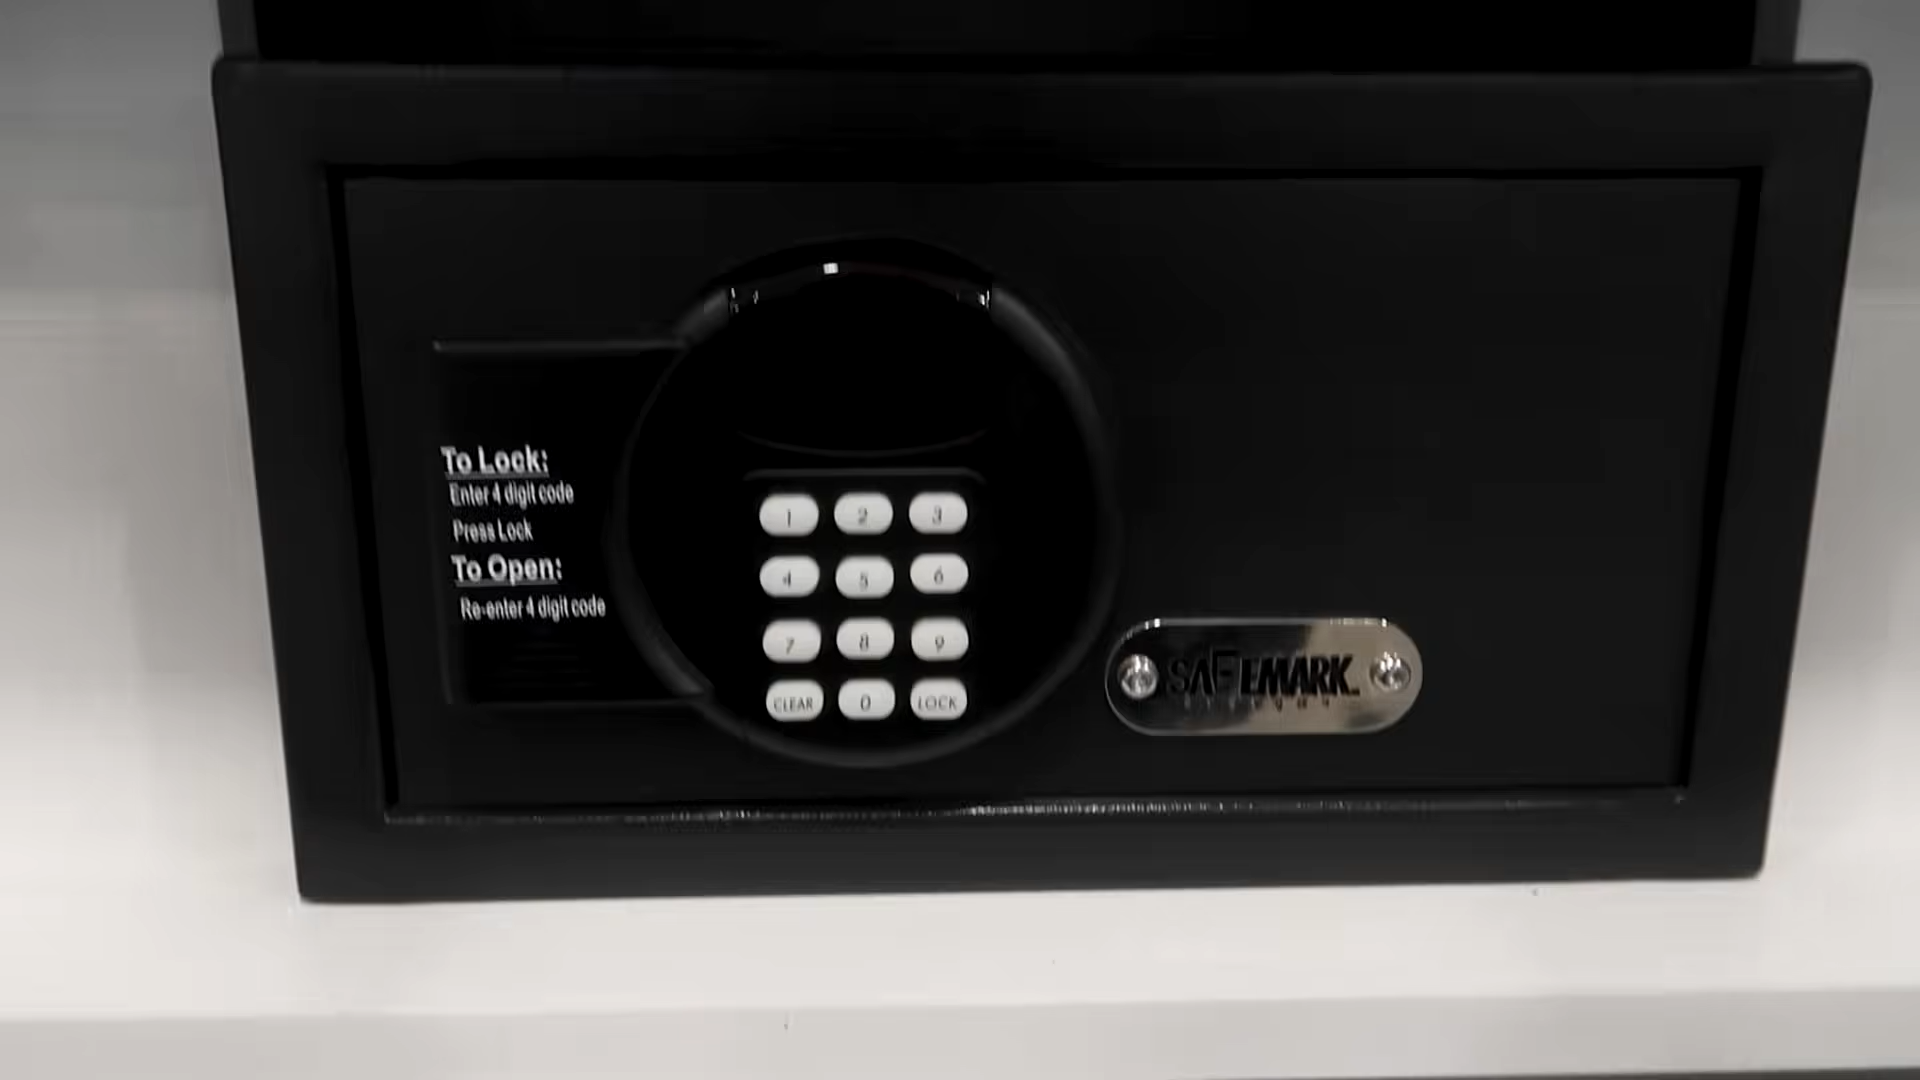 To Lock:
Enter 4 digit code
Press Lock
To Open:
Re-enter 4 digit code
1 2 3
4 5 6
7 8 9
CLEAR 0 LOCK
SAFEMARK